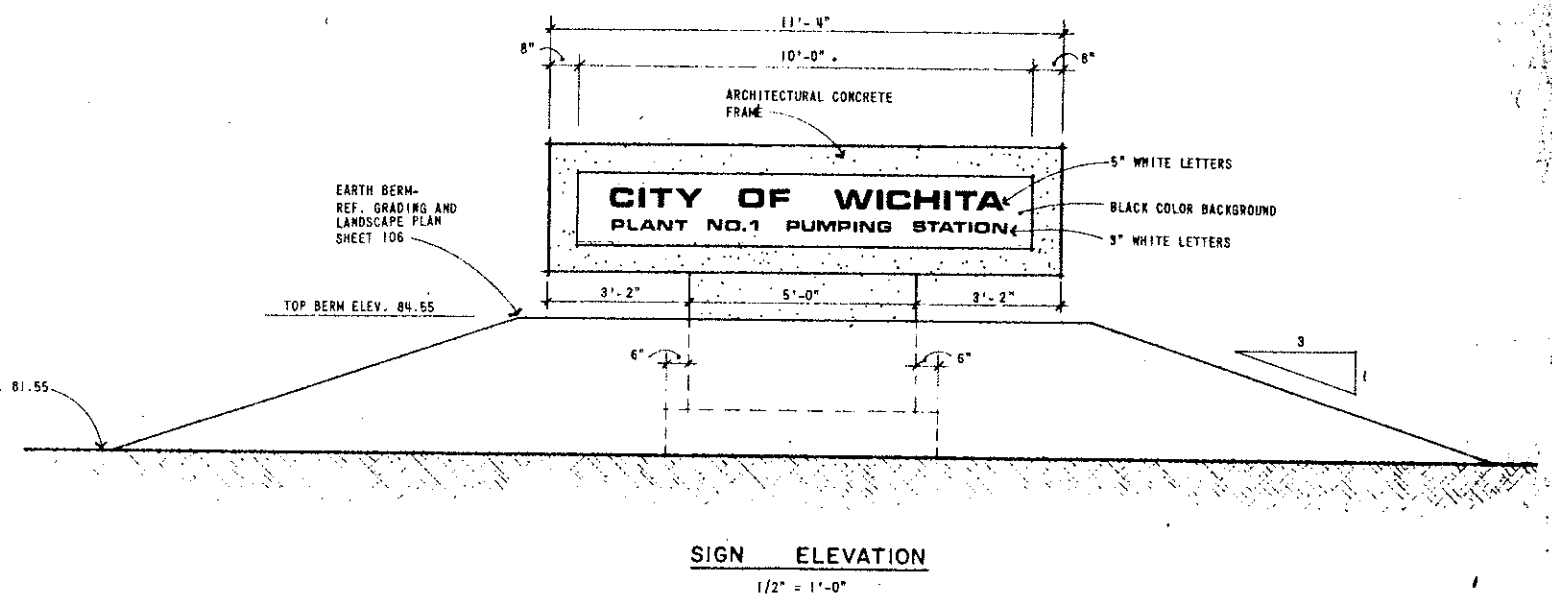 11'-4"
8"
10'-0"
8"
ARCHITECTURAL CONCRETE
FRAME
5" WHITE LETTERS
EARTH BERM-
REF. GRADING AND
LANDSCAPE PLAN
SHEET 106
CITY OF WICHITA
PLANT NO.1 PUMPING STATION
BLACK COLOR BACKGROUND
3" WHITE LETTERS
3'-2"
5'-0"
3'-2"
TOP BERM ELEV. 84.55
6"
6"
3
1
81.55
SIGN ELEVATION
1/2" = 1'-0"